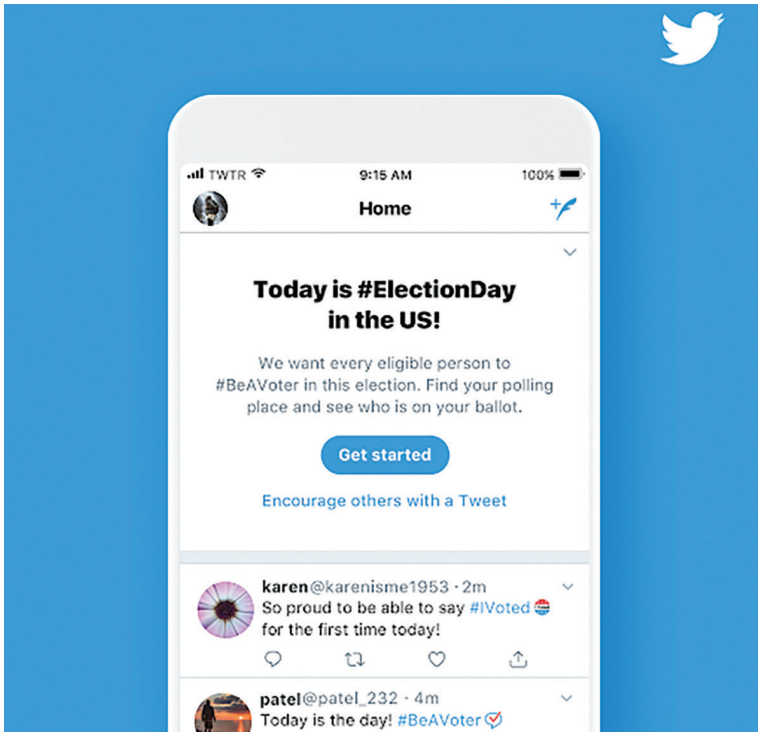 TWTR 9:15 AM 100%
Home
Today is #ElectionDay
in the US!
We want every eligible person to
#BeAVoter in this election. Find your polling
place and see who is on your ballot.
Get started
Encourage others with a Tweet
karen@karenisme1953 · 2m
So proud to be able to say #IVoted
for the first time today!
patel@patel_232 · 4m
Today is the day! #BeAVoter